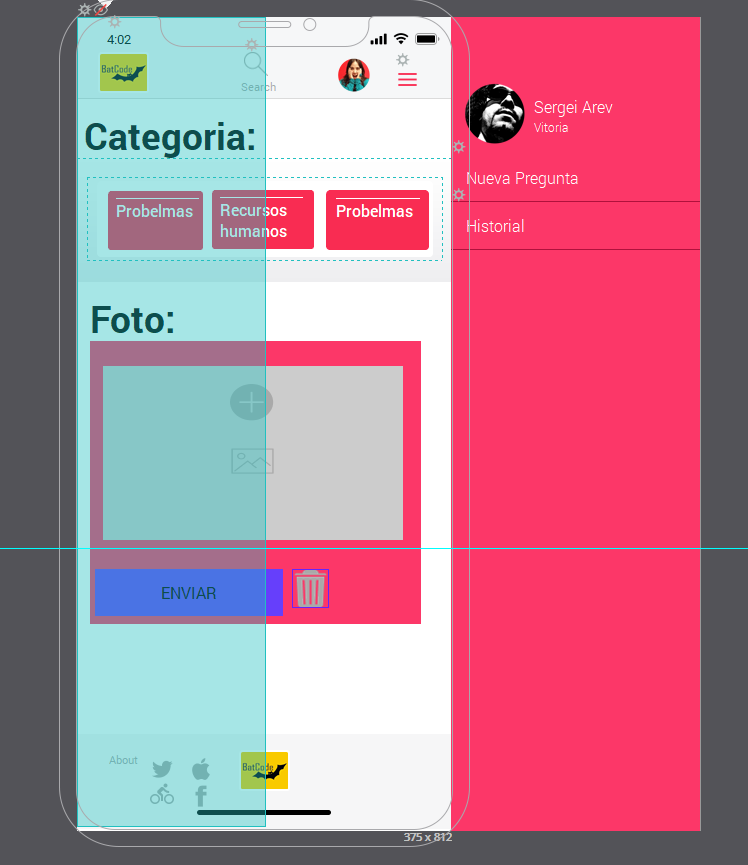 4:02
BatCode
Search
Sergei Arev
Vitoria
Categoria:
Nueva Pregunta
Probelmas
Recursos
humanos
Probelmas
Historial
Foto:
ENVIAR
About
BatCode
375 x 812